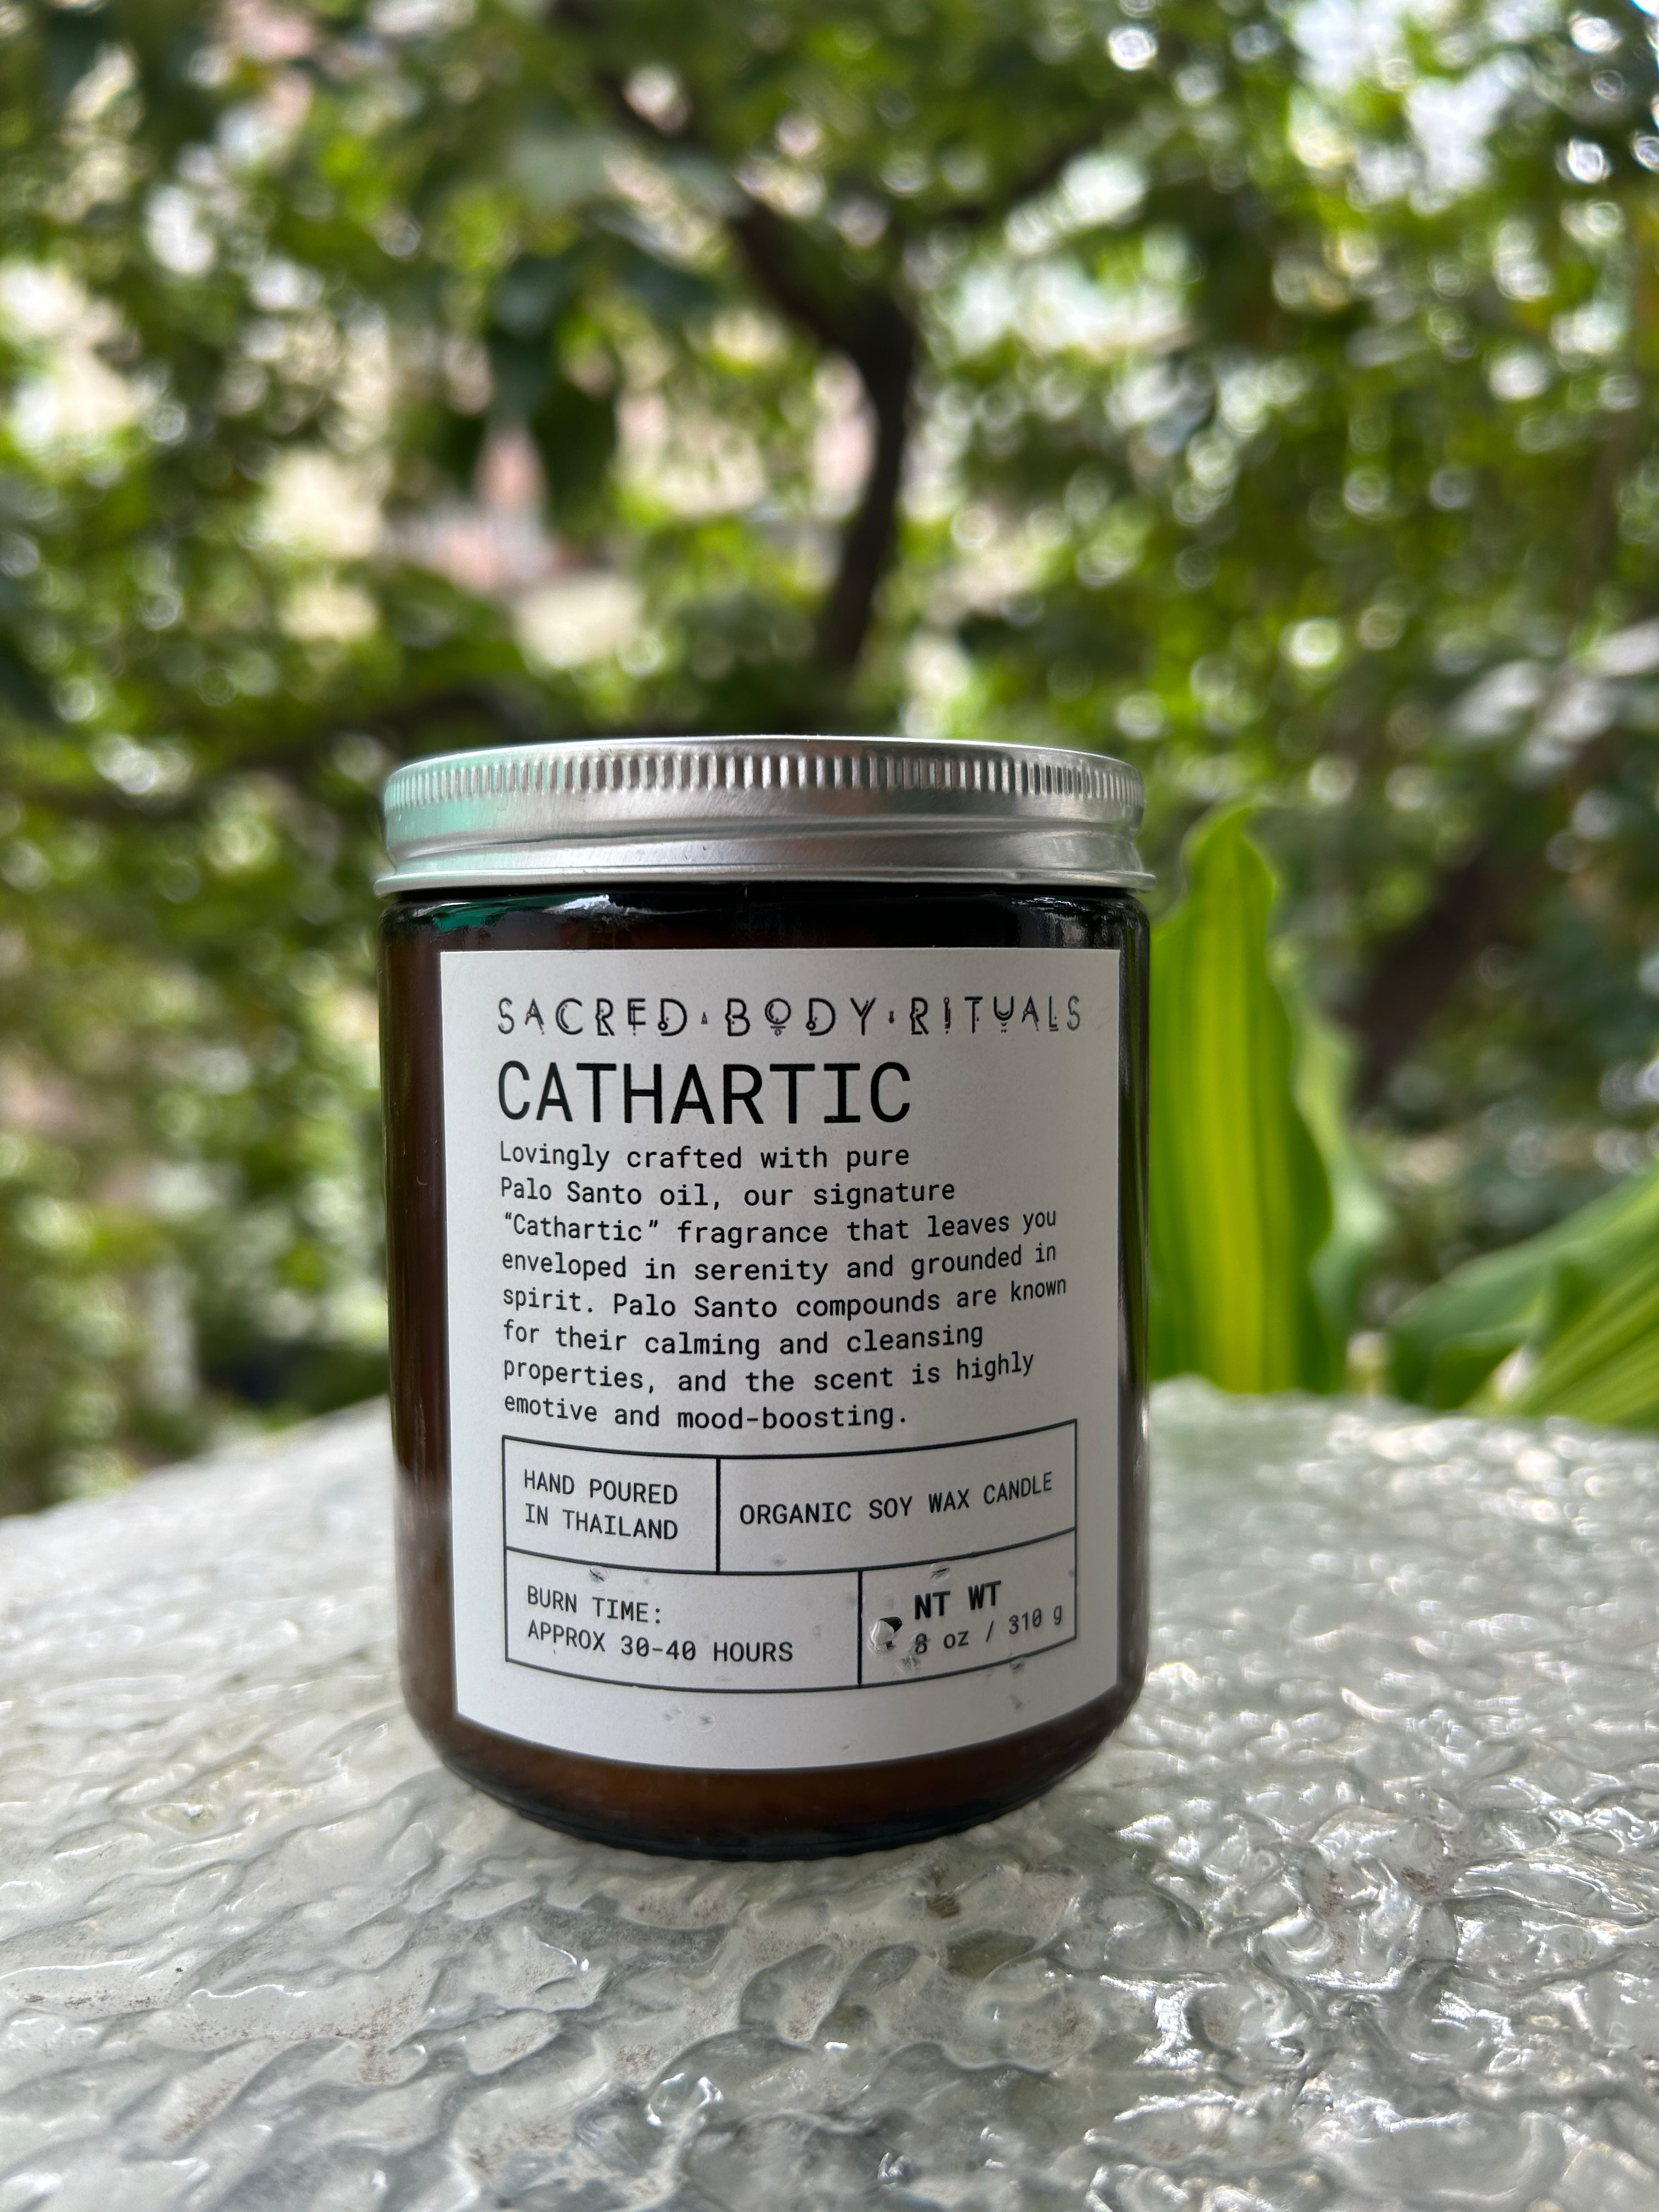 SACRED·BODY·RITUALS
CATHARTIC
Lovingly crafted with pure
Palo Santo oil, our signature
“Cathartic” fragrance that leaves you
enveloped in serenity and grounded in
spirit. Palo Santo compounds are known
for their calming and cleansing
properties, and the scent is highly
emotive and mood-boosting.
HAND POURED
IN THAILAND
ORGANIC SOY WAX CANDLE
BURN TIME:
APPROX 30-40 HOURS
NT WT
8 oz / 310 g